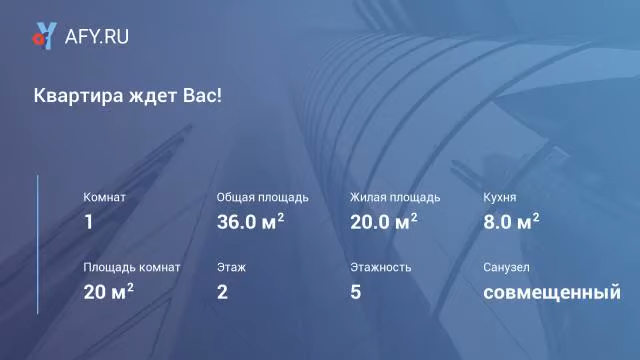 AFY.RU
Квартира ждет Вас!
Комнат
1
Общая площадь
36.0 м²
Жилая площадь
20.0 м²
Кухня
8.0 м²
Площадь комнат
20 м²
Этаж
2
Этажность
5
Санузел
совмещенный